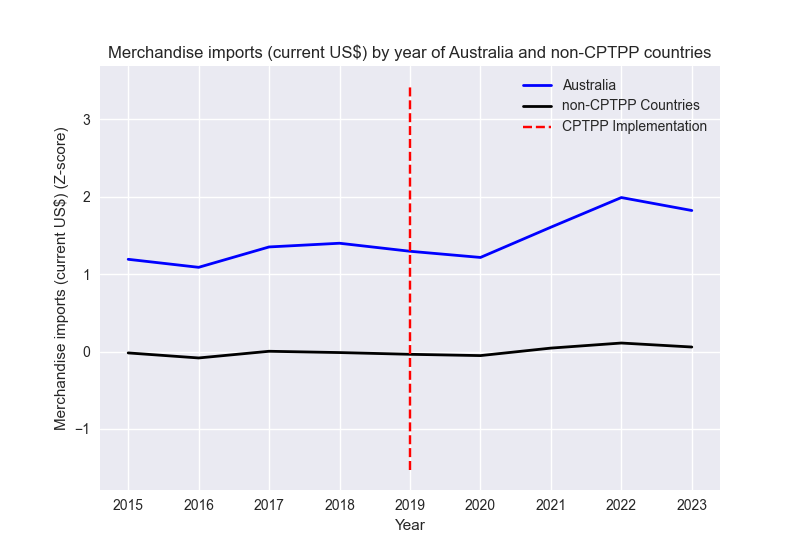 Merchandise imports (current US$) by year of Australia and non-CPTPP countries
Australia
non-CPTPP Countries
CPTPP Implementation
Merchandise imports (current US$) (Z-score)
3
2
1
0
−1
2015 2016 2017 2018 2019 2020 2021 2022 2023
Year